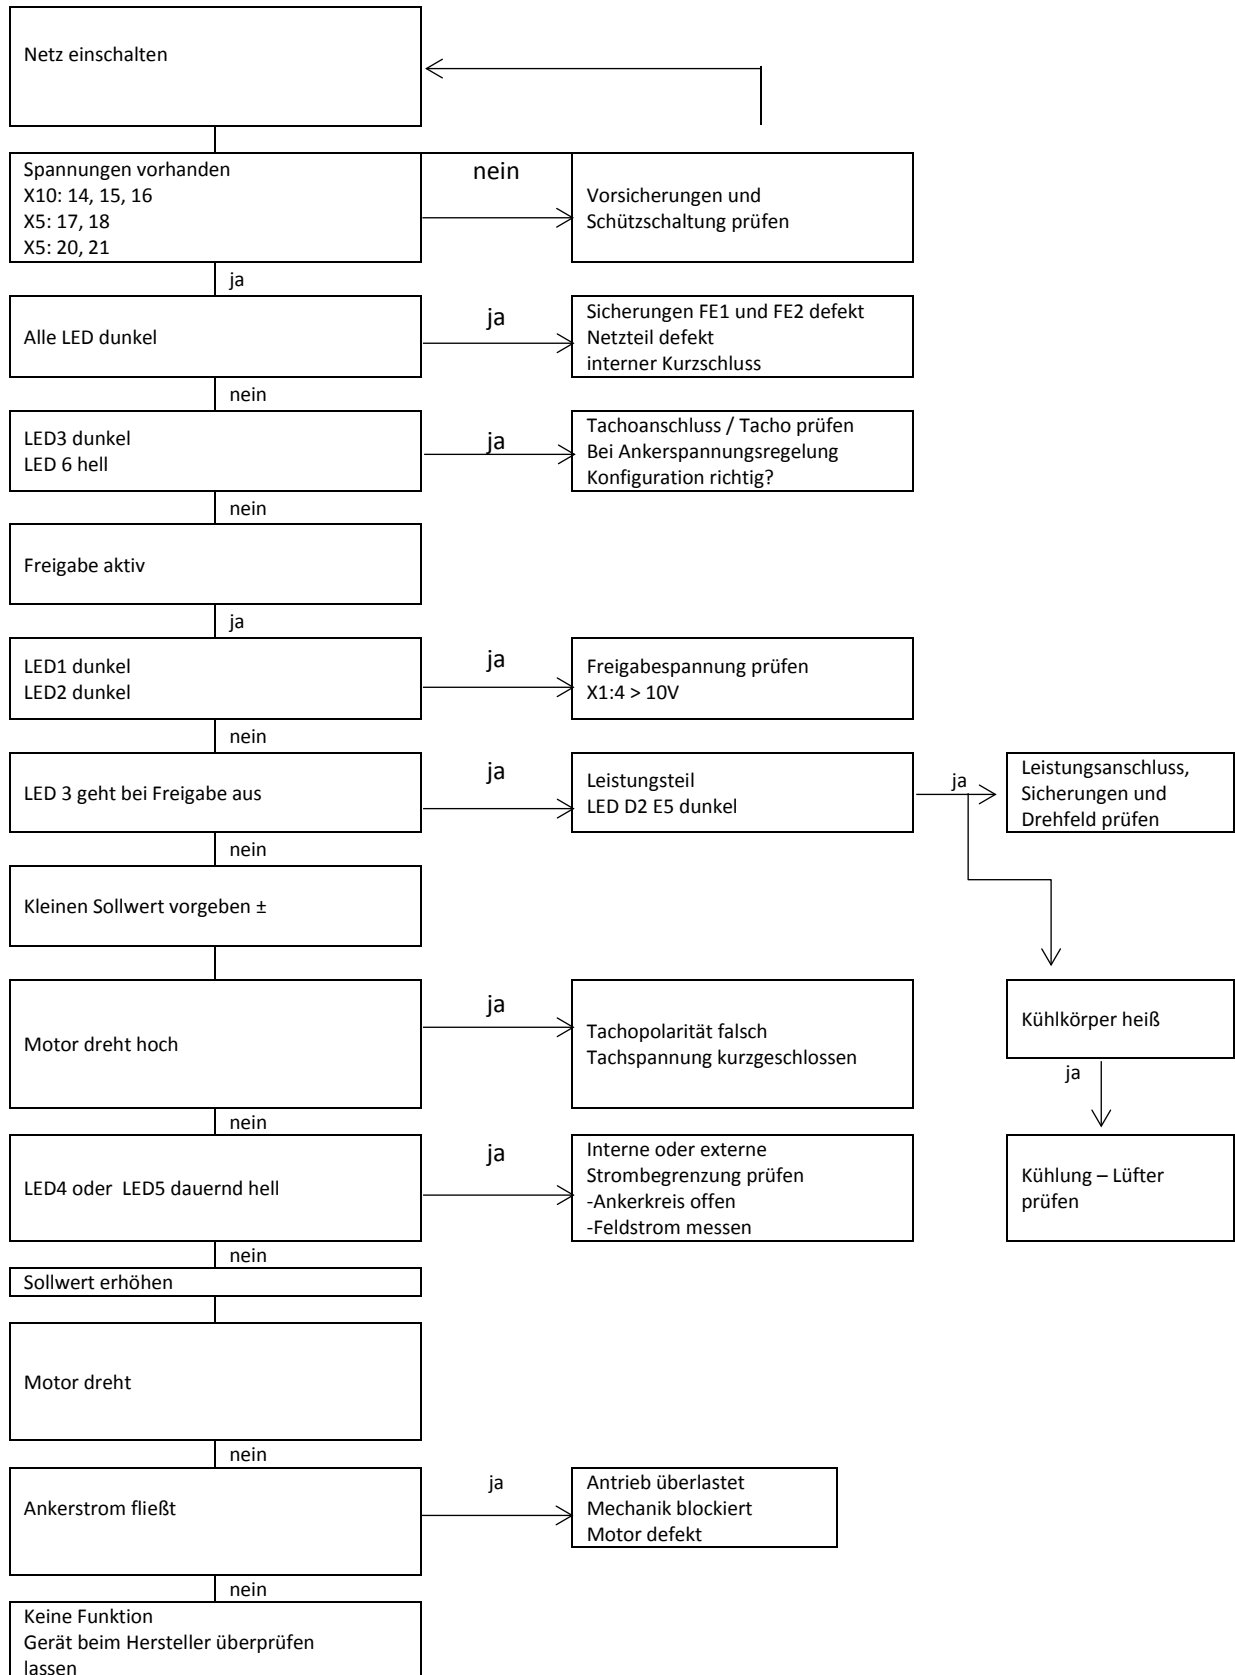 Netz einschalten
Spannungen vorhanden
X10: 14, 15, 16
X5: 17, 18
X5: 20, 21
nein
Vorsicherungen und
Schützschaltung prüfen
ja
Alle LED dunkel
ja
Sicherungen FE1 und FE2 defekt
Netzteil defekt
interner Kurzschluss
nein
LED3 dunkel
LED 6 hell
ja
Tachoanschluss / Tacho prüfen
Bei Ankerspannungsregelung
Konfiguration richtig?
nein
Freigabe aktiv
ja
LED1 dunkel
LED2 dunkel
ja
Freigabespannung prüfen
X1:4 > 10V
nein
LED 3 geht bei Freigabe aus
ja
Leistungsteil
LED D2 E5 dunkel
ja
Leistungsanschluss,
Sicherungen und
Drehfeld prüfen
nein
Kleinen Sollwert vorgeben ±
Motor dreht hoch
ja
Tachopolarität falsch
Tachspannung kurzgeschlossen
Kühlkörper heiß
ja
nein
LED4 oder  LED5 dauernd hell
ja
Interne oder externe
Strombegrenzung prüfen
-Ankerkreis offen
-Feldstrom messen
Kühlung – Lüfter
prüfen
nein
Sollwert erhöhen
Motor dreht
nein
Ankerstrom fließt
ja
Antrieb überlastet
Mechanik blockiert
Motor defekt
nein
Keine Funktion
Gerät beim Hersteller überprüfen
lassen